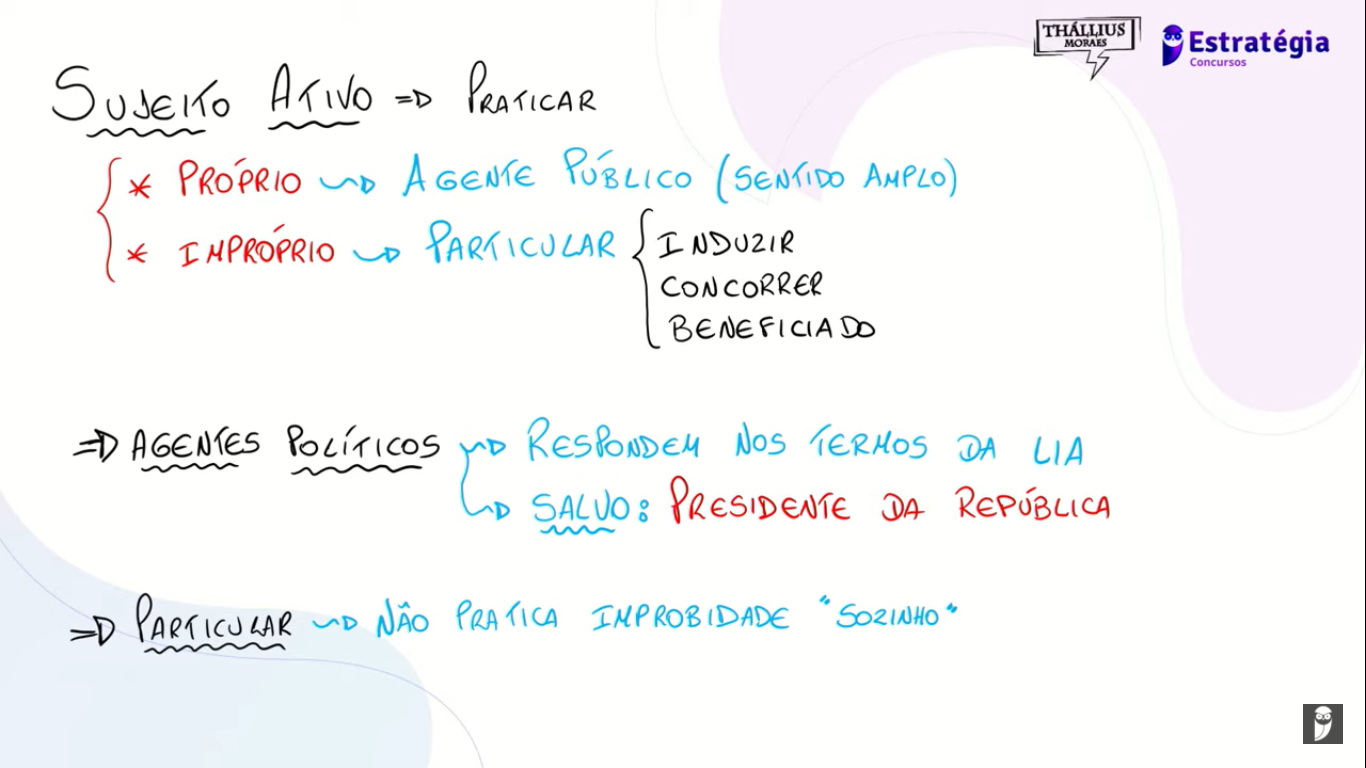 THÁLLIUS
MORAES
Estratégia
Concursos
SUJEITO ATIVO => PRATICAR
* PRÓPRIO → AGENTE PÚBLICO (SENTIDO AMPLO)
* IMPRÓPRIO → PARTICULAR { INDUZIR
CONCORRER
BENEFICIADO
=> AGENTES POLÍTICOS → RESPONDEM NOS TERMOS DA LIA
→ SALVO: PRESIDENTE DA REPÚBLICA
=> PARTICULAR → NÃO PRATICA IMPROBIDADE "SOZINHO"